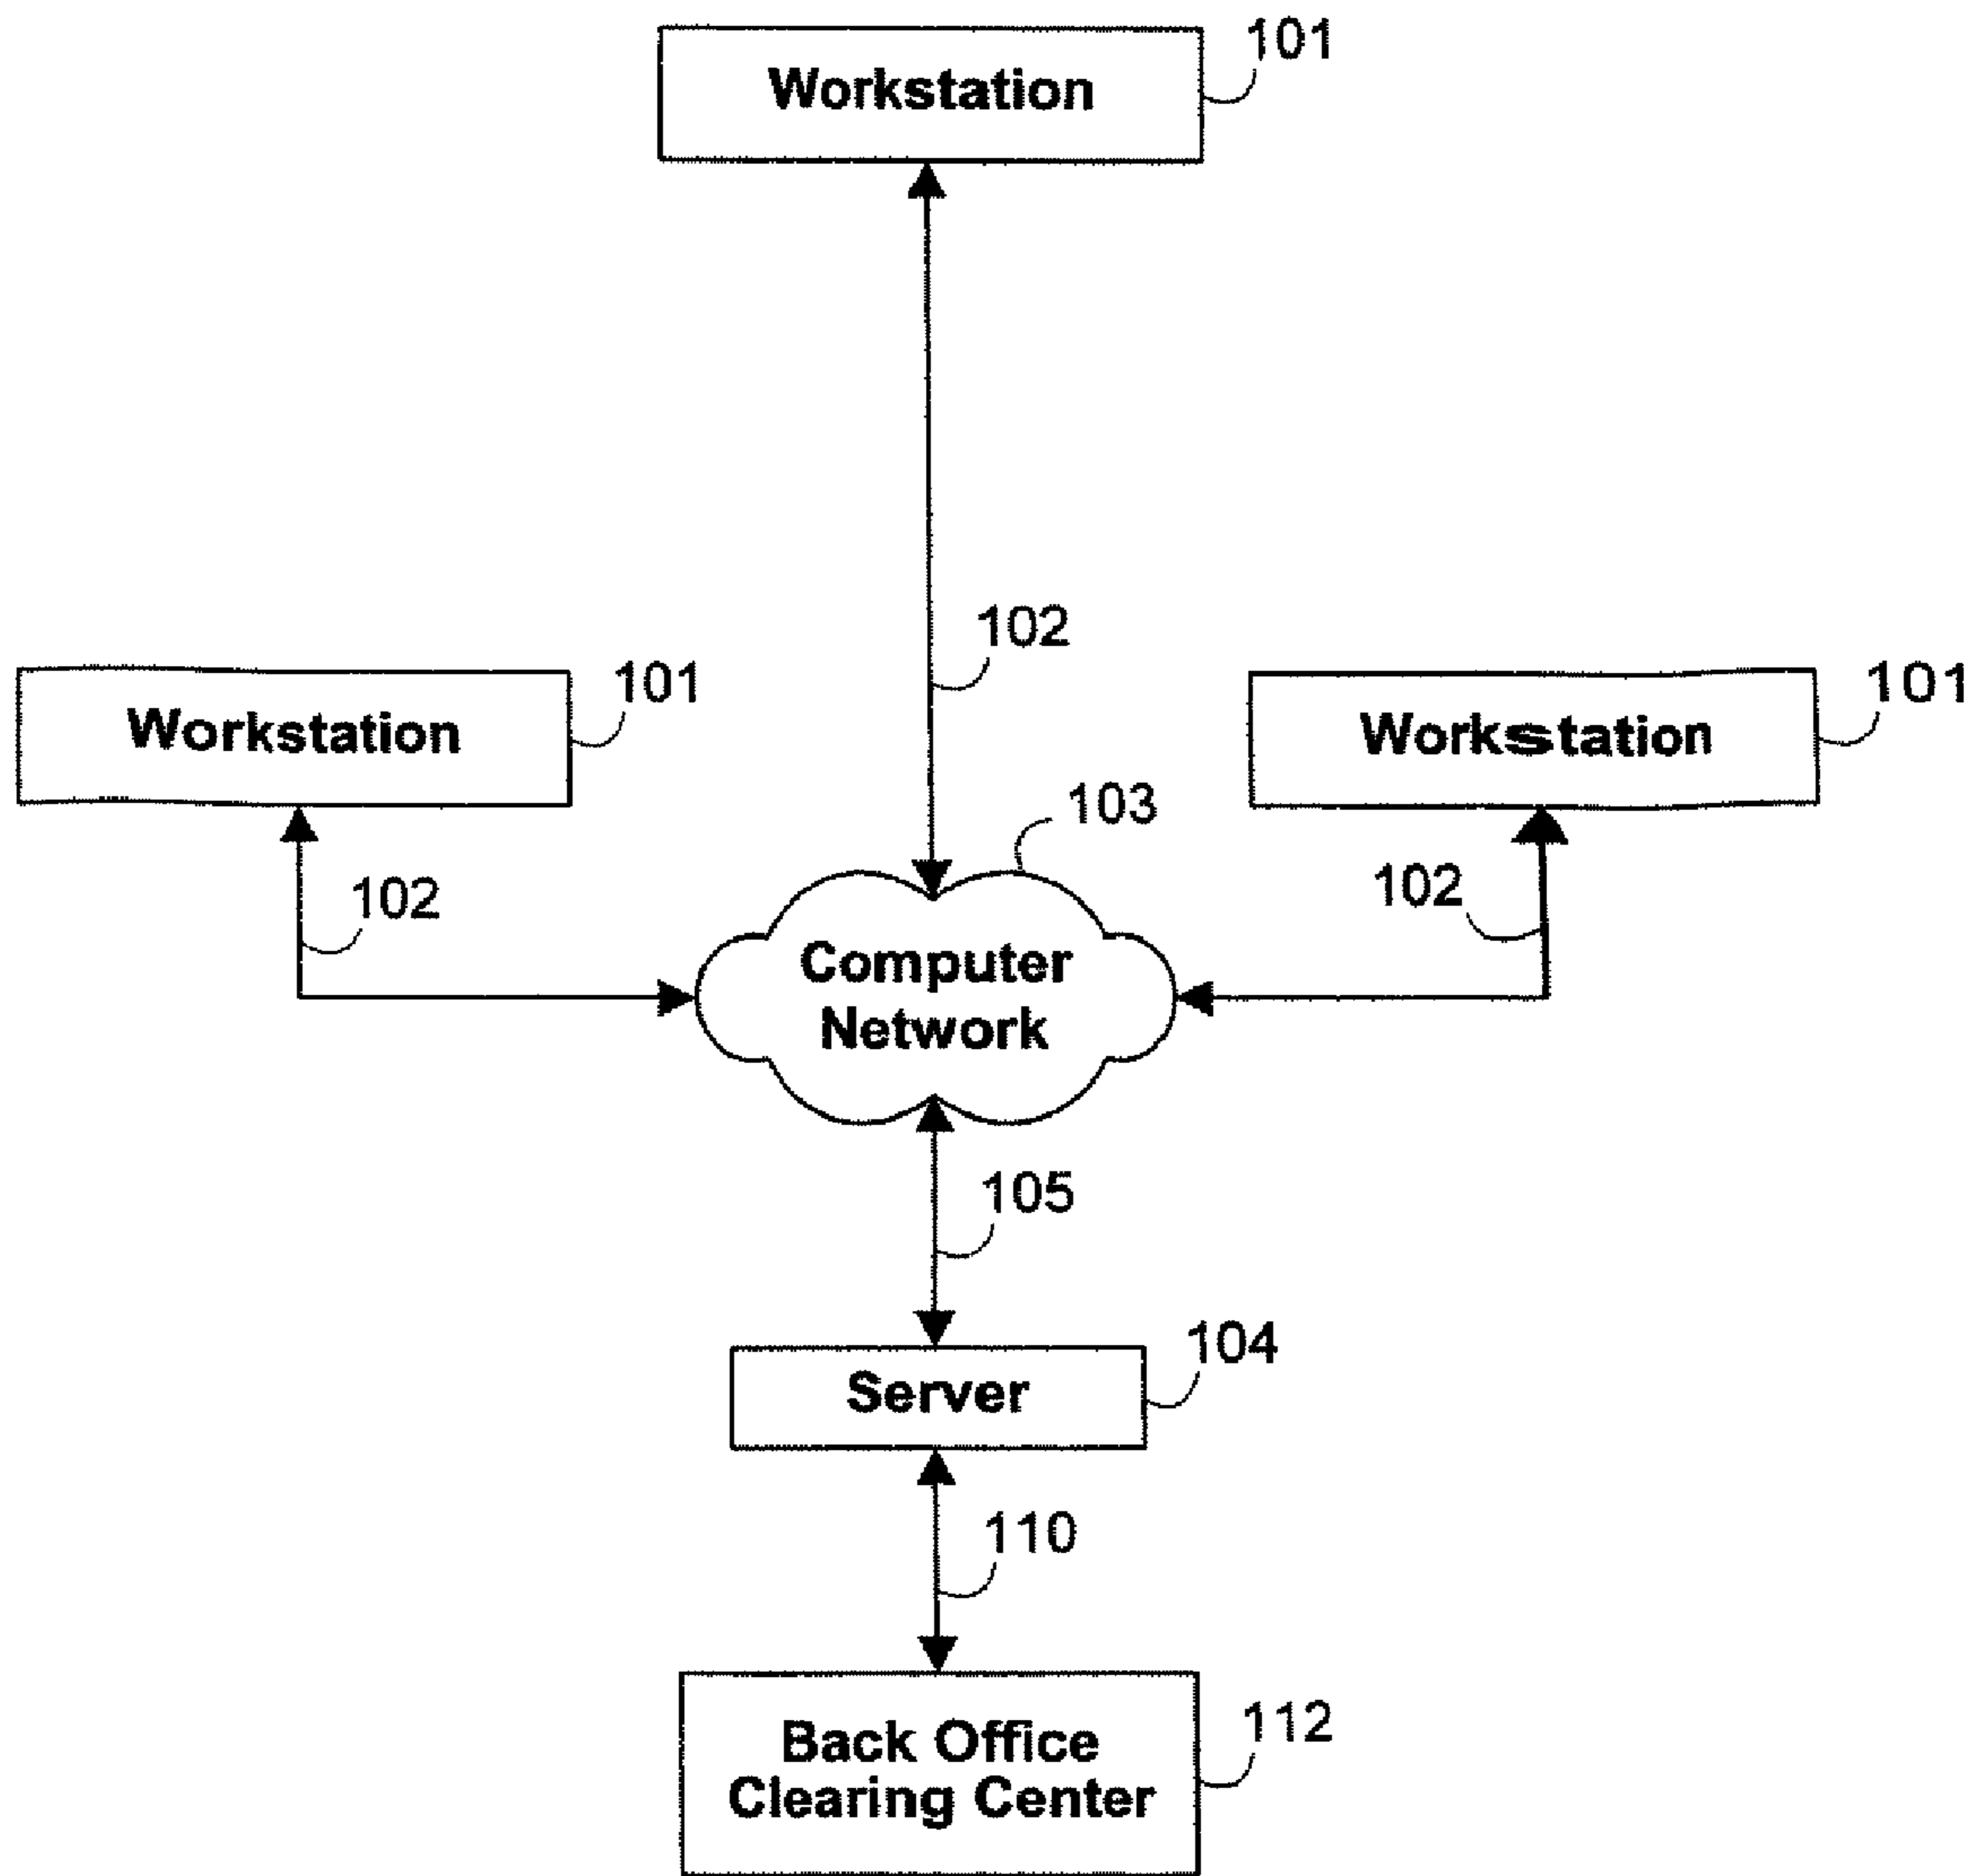 101
Workstation
102
101
Workstation
101
Workstation
103
102
102
Computer
Network
105
104
Server
110
112
Back Office
Clearing Center